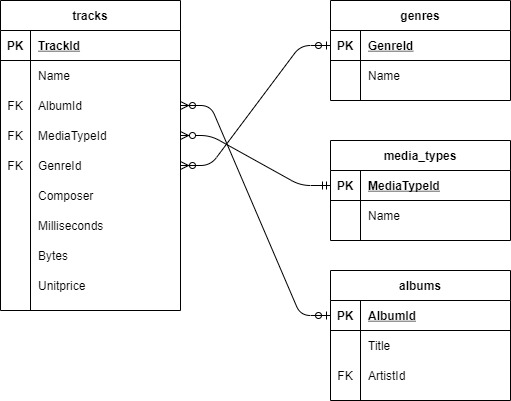 tracks
PK TrackId
Name
FK AlbumId
FK MediaTypeId
FK GenreId
Composer
Milliseconds
Bytes
Unitprice
genres
PK GenreId
Name
media_types
PK MediaTypeId
Name
albums
PK AlbumId
Title
FK ArtistId